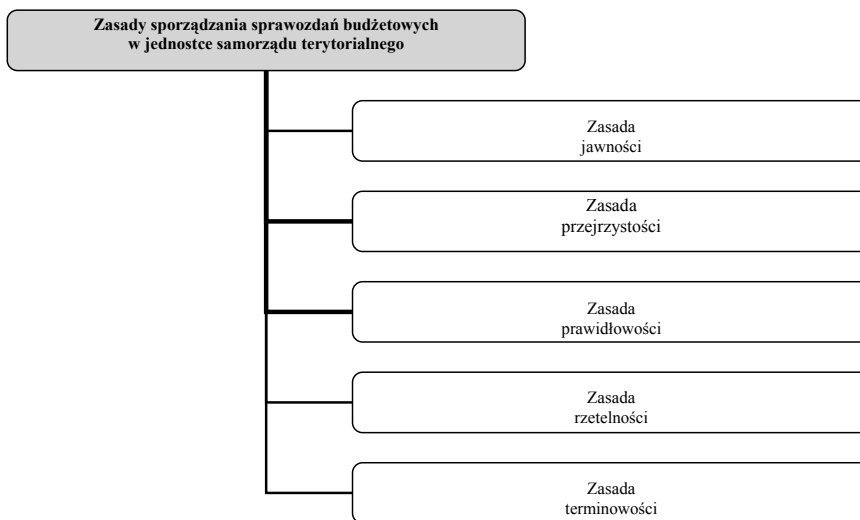 Zasady sporządzania sprawozdań budżetowych
w jednostce samorządu terytorialnego
Zasada
jawności
Zasada
przejrzystości
Zasada
prawidłowości
Zasada
rzetelności
Zasada
terminowości